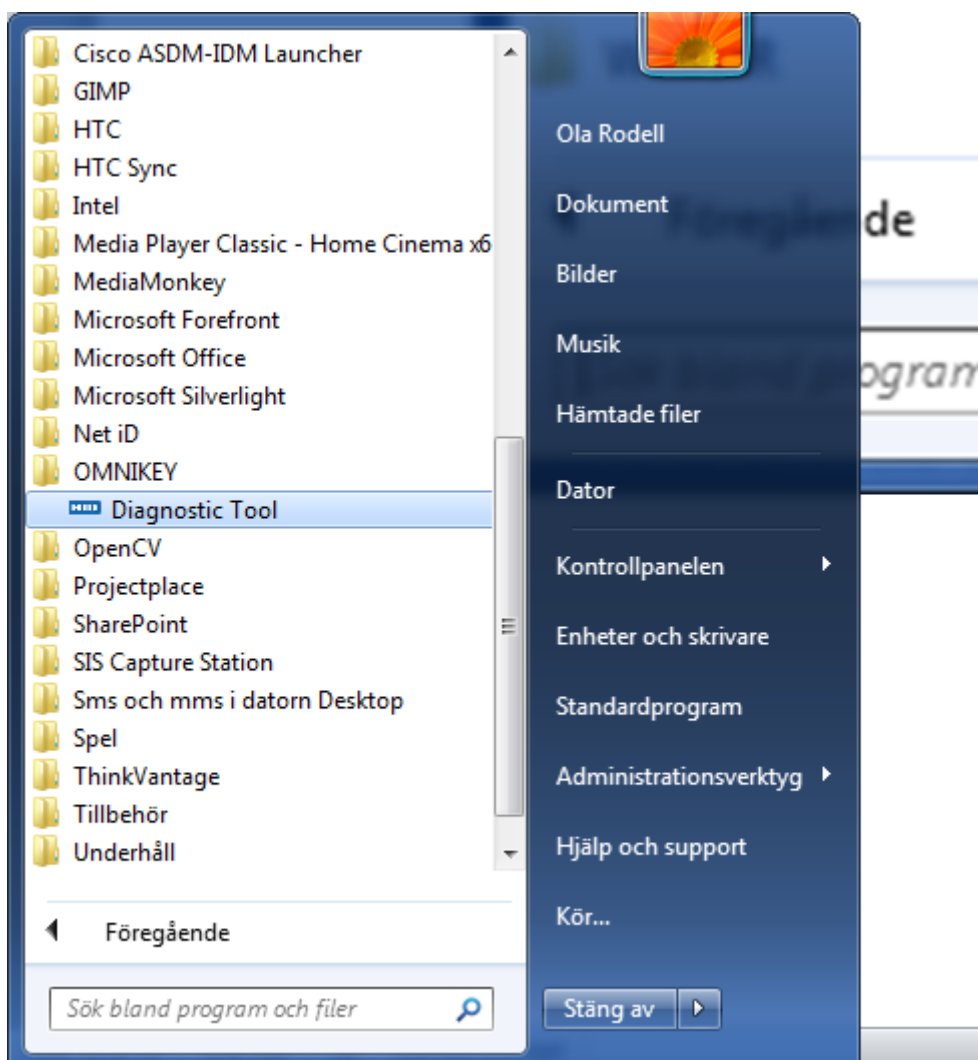 Cisco ASDM-IDM Launcher
GIMP
HTC
HTC Sync
Intel
Media Player Classic - Home Cinema x6
MediaMonkey
Microsoft Forefront
Microsoft Office
Microsoft Silverlight
Net iD
OMNIKEY
Diagnostic Tool
OpenCV
Projectplace
SharePoint
SIS Capture Station
Sms och mms i datorn Desktop
Spel
ThinkVantage
Tillbehör
Underhåll
Föregående
Sök bland program och filer
Ola Rodell
Dokument
Bilder
Musik
Hämtade filer
Dator
Kontrollpanelen
Enheter och skrivare
Standardprogram
Administrationsverktyg
Hjälp och support
Kör...
Stäng av
Föregående
bland program